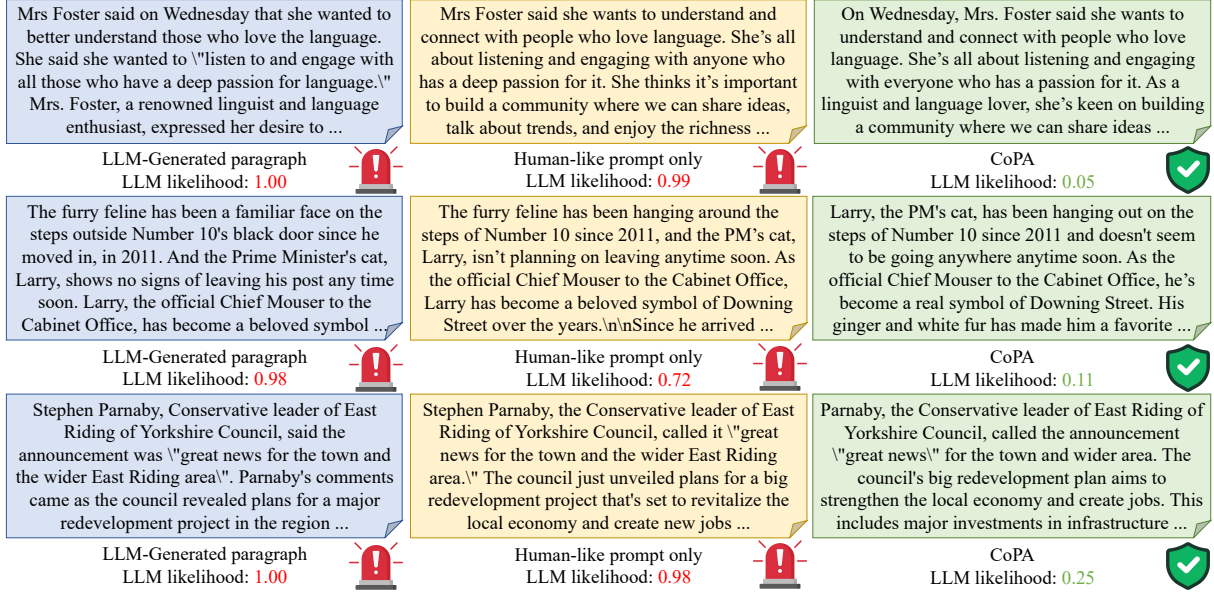 Mrs Foster said on Wednesday that she wanted to
better understand those who love the language.
She said she wanted to \"listen to and engage with
all those who have a deep passion for language.\"
Mrs. Foster, a renowned linguist and language
enthusiast, expressed her desire to ...
LLM-Generated paragraph
LLM likelihood: 1.00
Mrs Foster said she wants to understand and
connect with people who love language. She's all
about listening and engaging with anyone who
has a deep passion for it. She thinks it's important
to build a community where we can share ideas,
talk about trends, and enjoy the richness ...
Human-like prompt only
LLM likelihood: 0.99
On Wednesday, Mrs. Foster said she wants to
understand and connect with people who love
language. She's all about listening and engaging
with everyone who has a passion for it. As a
linguist and language lover, she's keen on building
a community where we can share ideas ...
CoPA
LLM likelihood: 0.05
The furry feline has been a familiar face on the
steps outside Number 10's black door since he
moved in, in 2011. And the Prime Minister's cat,
Larry, shows no signs of leaving his post any time
soon. Larry, the official Chief Mouser to the
Cabinet Office, has become a beloved symbol ...
LLM-Generated paragraph
LLM likelihood: 0.98
The furry feline has been hanging around the
steps of Number 10 since 2011, and the PM's cat,
Larry, isn't planning on leaving anytime soon. As
the official Chief Mouser to the Cabinet Office,
Larry has become a beloved symbol of Downing
Street over the years.\n\nSince he arrived ...
Human-like prompt only
LLM likelihood: 0.72
Larry, the PM's cat, has been hanging out on the
steps of Number 10 since 2011 and doesn't seem
to be going anywhere anytime soon. As the
official Chief Mouser to the Cabinet Office, he's
become a real symbol of Downing Street. His
ginger and white fur has made him a favorite ...
CoPA
LLM likelihood: 0.11
Stephen Parnaby, Conservative leader of East
Riding of Yorkshire Council, said the
announcement was \"great news for the town and
the wider East Riding area\". Parnaby's comments
came as the council revealed plans for a major
redevelopment project in the region ...
LLM-Generated paragraph
LLM likelihood: 1.00
Stephen Parnaby, the Conservative leader of East
Riding of Yorkshire Council, called it \"great
news for the town and the wider East Riding
area.\" The council just unveiled plans for a big
redevelopment project that's set to revitalize the
local economy and create new jobs ...
Human-like prompt only
LLM likelihood: 0.98
Parnaby, the Conservative leader of East Riding of
Yorkshire Council, called the announcement
\"great news\" for the town and wider area. The
council's big redevelopment plan aims to
strengthen the local economy and create jobs. This
includes major investments in infrastructure ...
CoPA
LLM likelihood: 0.25